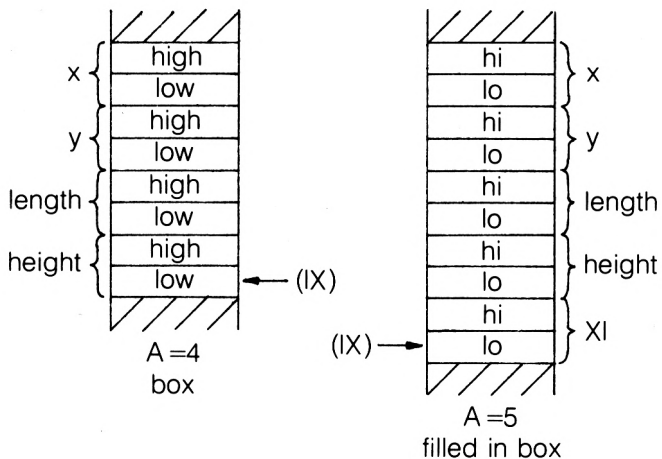 high
x
low
high
y
low
high
length
low
high
height
low
(IX)
A=4
box
hi
x
lo
hi
y
lo
hi
length
lo
hi
height
lo
hi
XI
(IX)
lo
A=5
filled in box